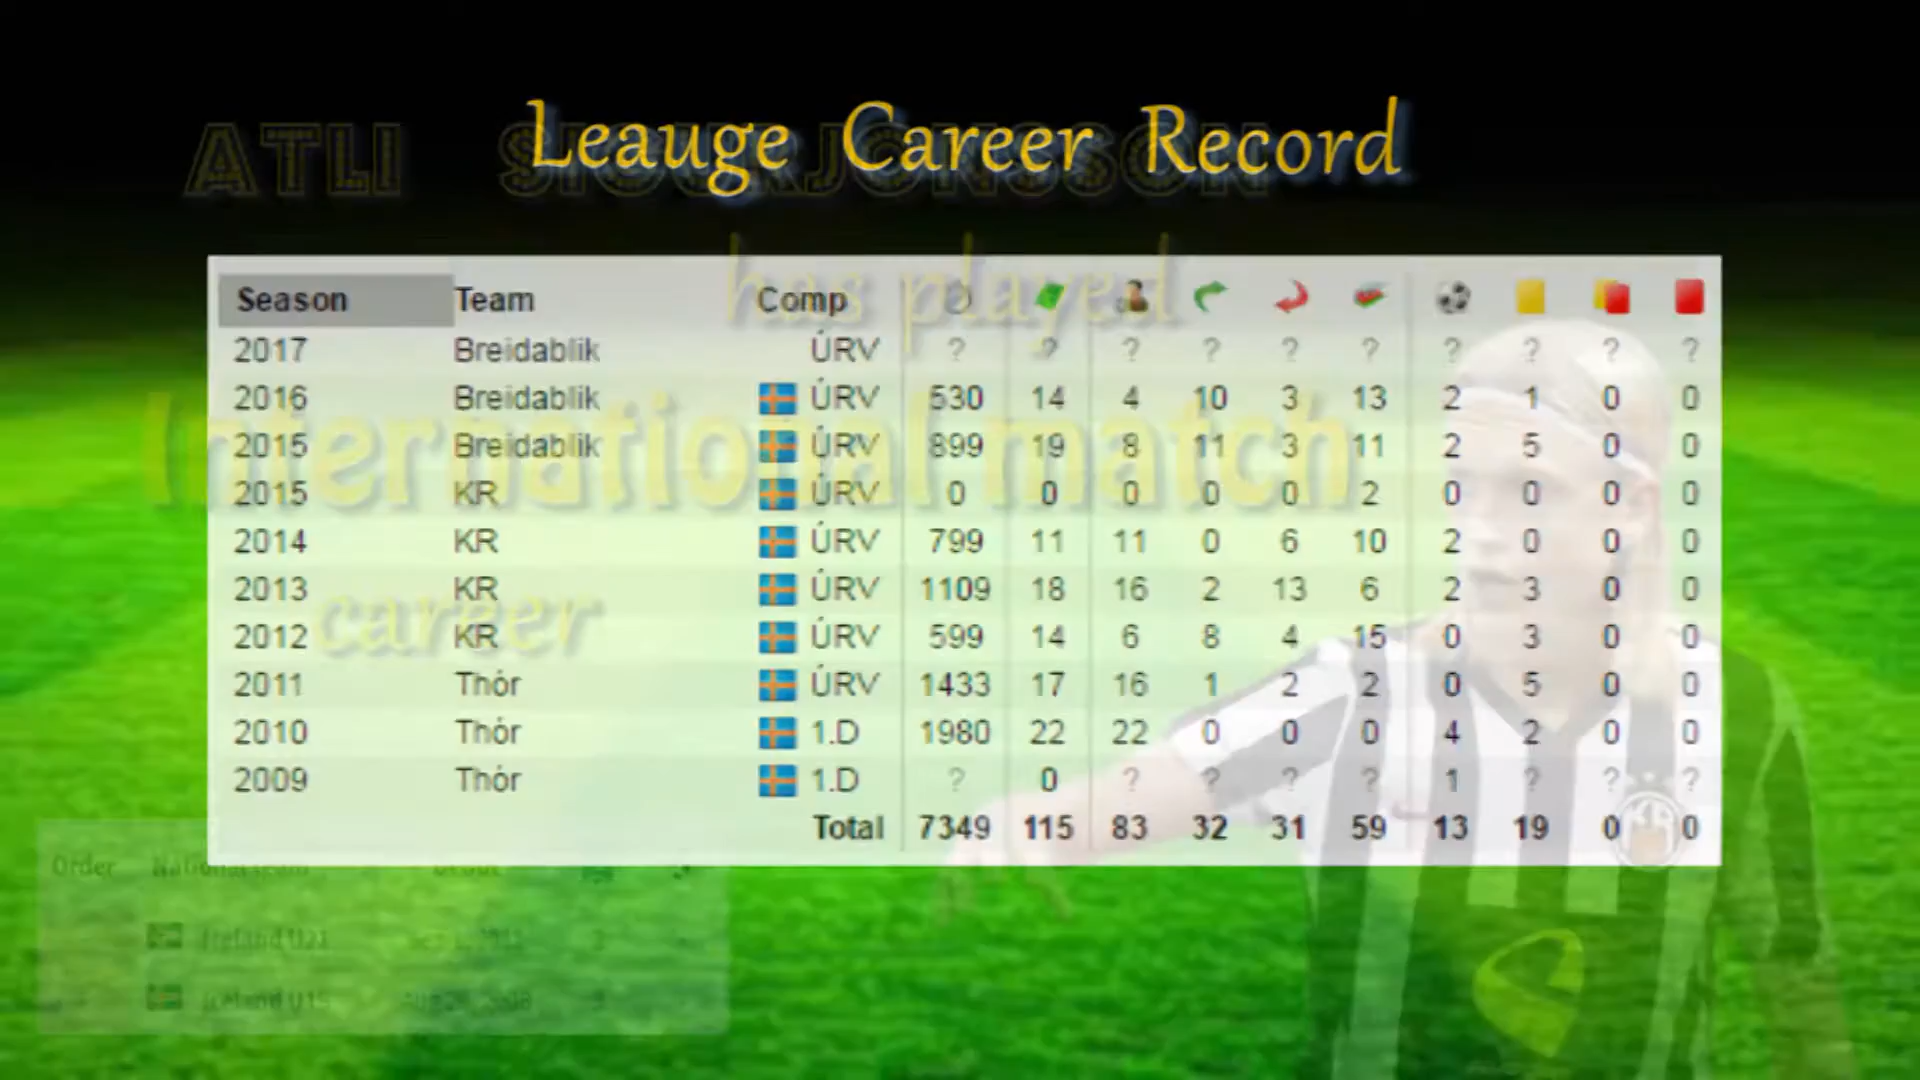 Leauge Career Record
ATLI SIGURJONSSON
has played
International match
career
Season Team Comp
2017 Breidablik ÚRV ? ? ? ? ? ? ? ? ? ?
2016 Breidablik ÚRV 530 14 4 10 3 13 2 1 0 0
2015 Breidablik ÚRV 899 19 8 11 3 11 2 5 0 0
2015 KR ÚRV 0 0 0 0 0 2 0 0 0 0
2014 KR ÚRV 799 11 11 0 6 10 2 0 0 0
2013 KR ÚRV 1109 18 16 2 13 6 2 3 0 0
2012 KR ÚRV 599 14 6 8 4 15 0 3 0 0
2011 Thór ÚRV 1433 17 16 1 2 2 0 5 0 0
2010 Thór 1.D 1980 22 22 0 0 0 4 2 0 0
2009 Thór 1.D ? 0 ? ? ? ? 1 ? ? ?
Total 7349 115 83 32 31 59 13 19 0 0
Order National team Debut